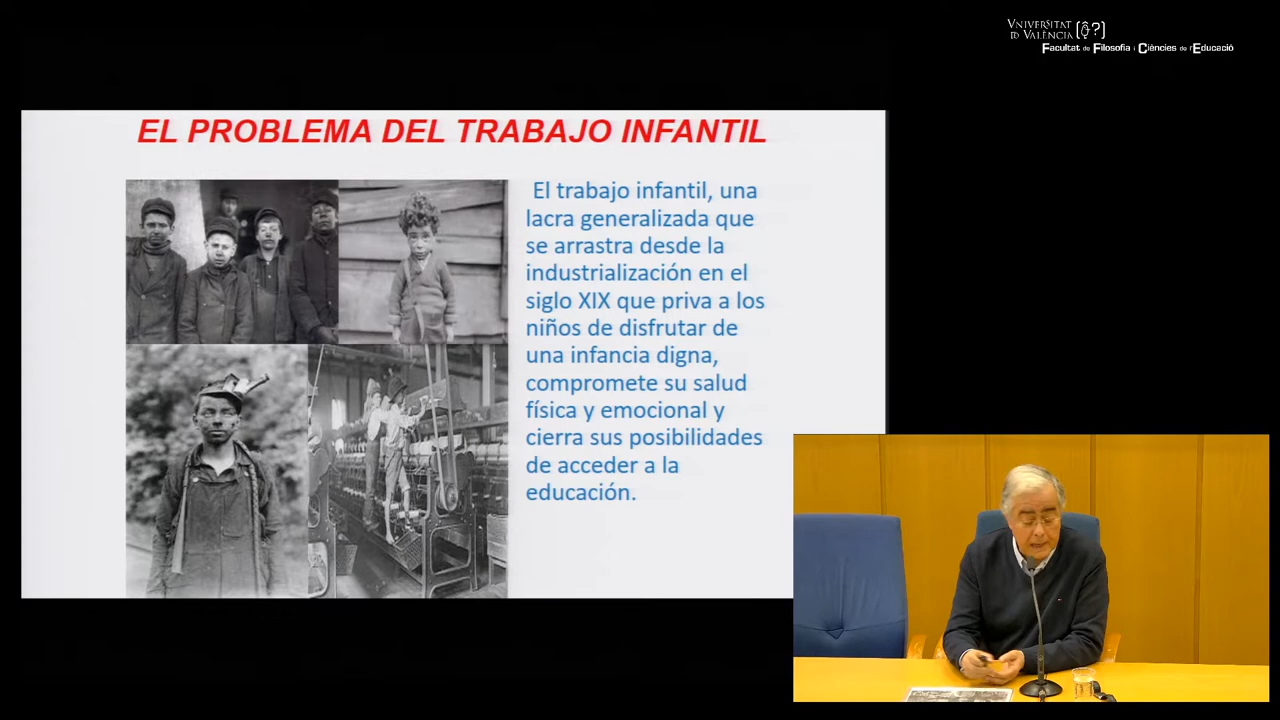 VNIVERSITAT
ID VALÈNCIA
Facultat de Filosofia i Ciències de l'Educació
EL PROBLEMA DEL TRABAJO INFANTIL
El trabajo infantil, una
lacra generalizada que
se arrastra desde la
industrialización en el
siglo XIX que priva a los
niños de disfrutar de
una infancia digna,
compromete su salud
física y emocional y
cierra sus posibilidades
de acceder a la
educación.